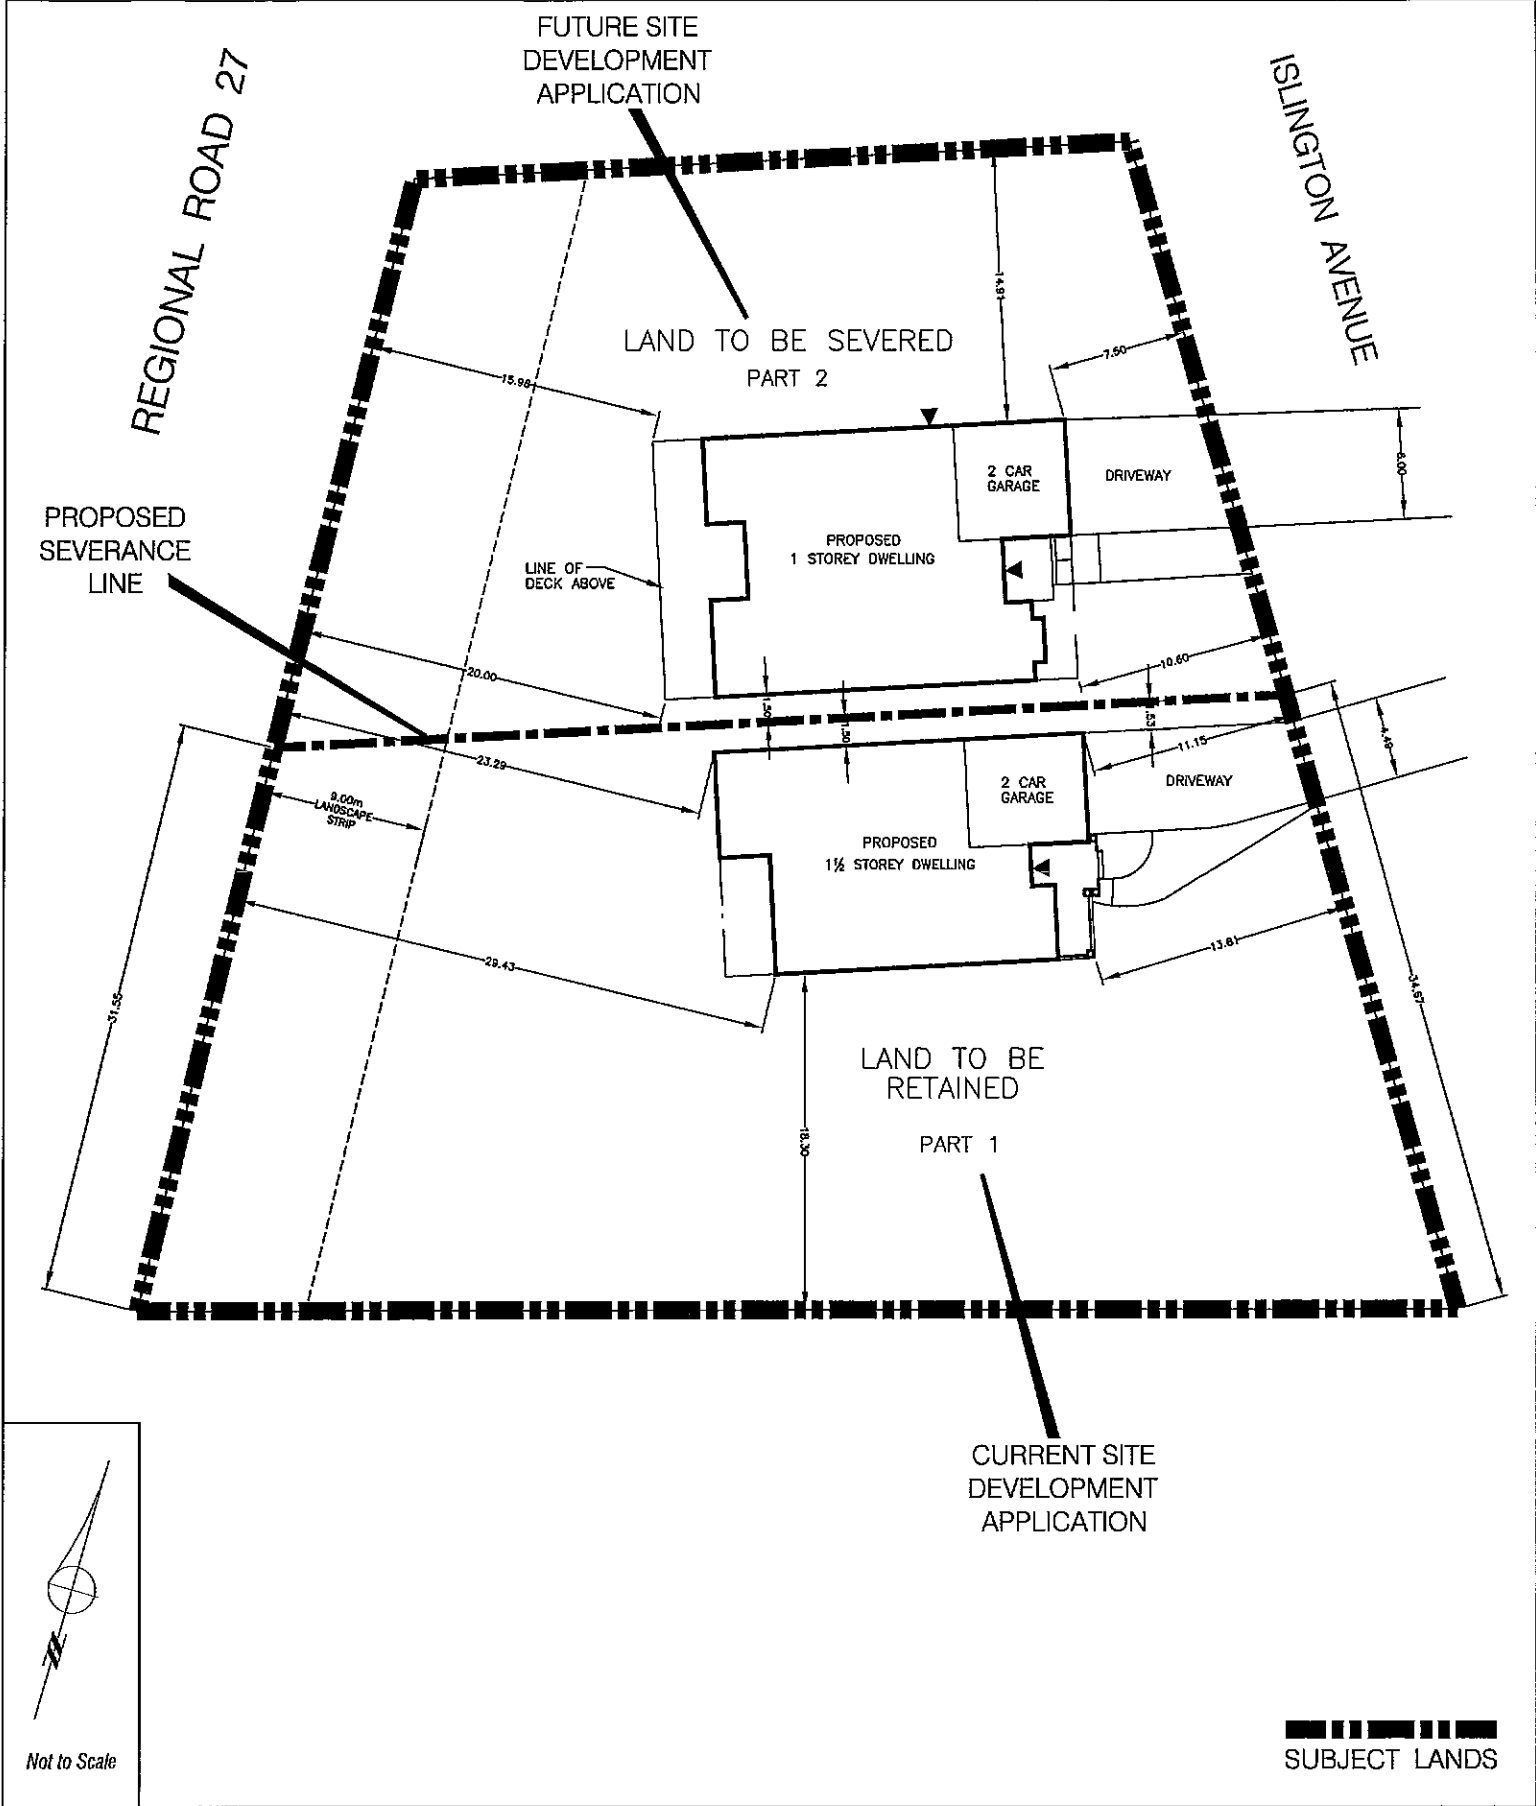 FUTURE SITE
DEVELOPMENT
APPLICATION
REGIONAL ROAD 27
ISLINGTON AVENUE
14.91
LAND TO BE SEVERED
PART 2
7.50
15.98
2 CAR
GARAGE
DRIVEWAY
6.00
PROPOSED
SEVERANCE
LINE
PROPOSED
1 STOREY DWELLING
LINE OF
DECK ABOVE
20.00
10.60
1.50
1.50
1.53
11.15
4.49
23.29
9.00m
LANDSCAPE
STRIP
2 CAR
GARAGE
DRIVEWAY
PROPOSED
1½ STOREY DWELLING
29.43
13.81
31.55
34.67
LAND TO BE
RETAINED
PART 1
18.30
CURRENT SITE
DEVELOPMENT
APPLICATION
N
Not to Scale
SUBJECT LANDS